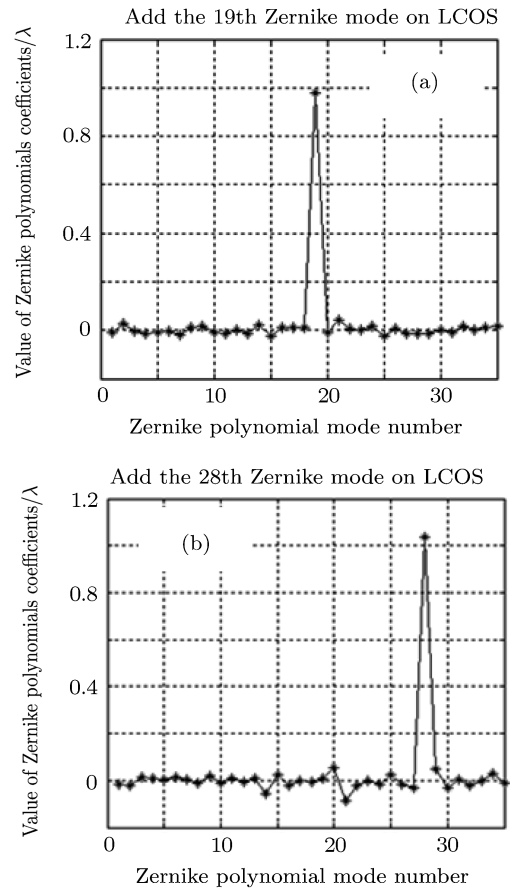 Add the 19th Zernike mode on LCOS
Value of Zernike polynomials coefficients/λ
1.2
0.8
0.4
0
(a)
0 10 20 30
Zernike polynomial mode number
Add the 28th Zernike mode on LCOS
Value of Zernike polynomials coefficients/λ
1.2
0.8
0.4
0
(b)
0 10 20 30
Zernike polynomial mode number